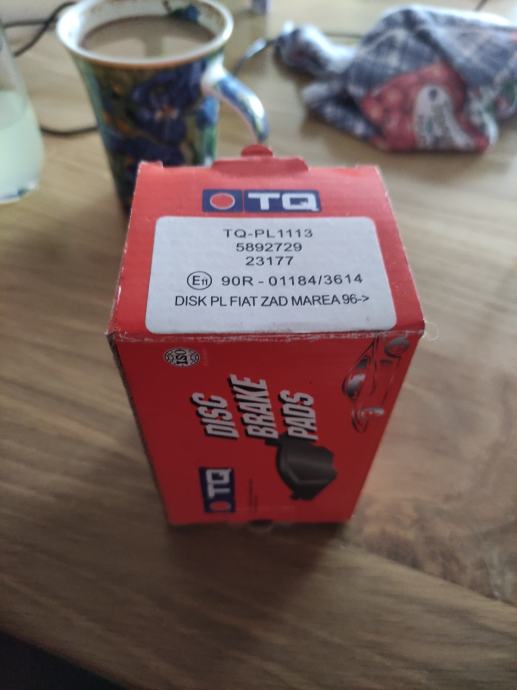 TQ
TQ-PL1113
5892729
23177
E11 90R - 01184/3614
DISK PL FIAT ZAD MAREA 96->
ISO
DISC
BRAKE
PADS
TQ